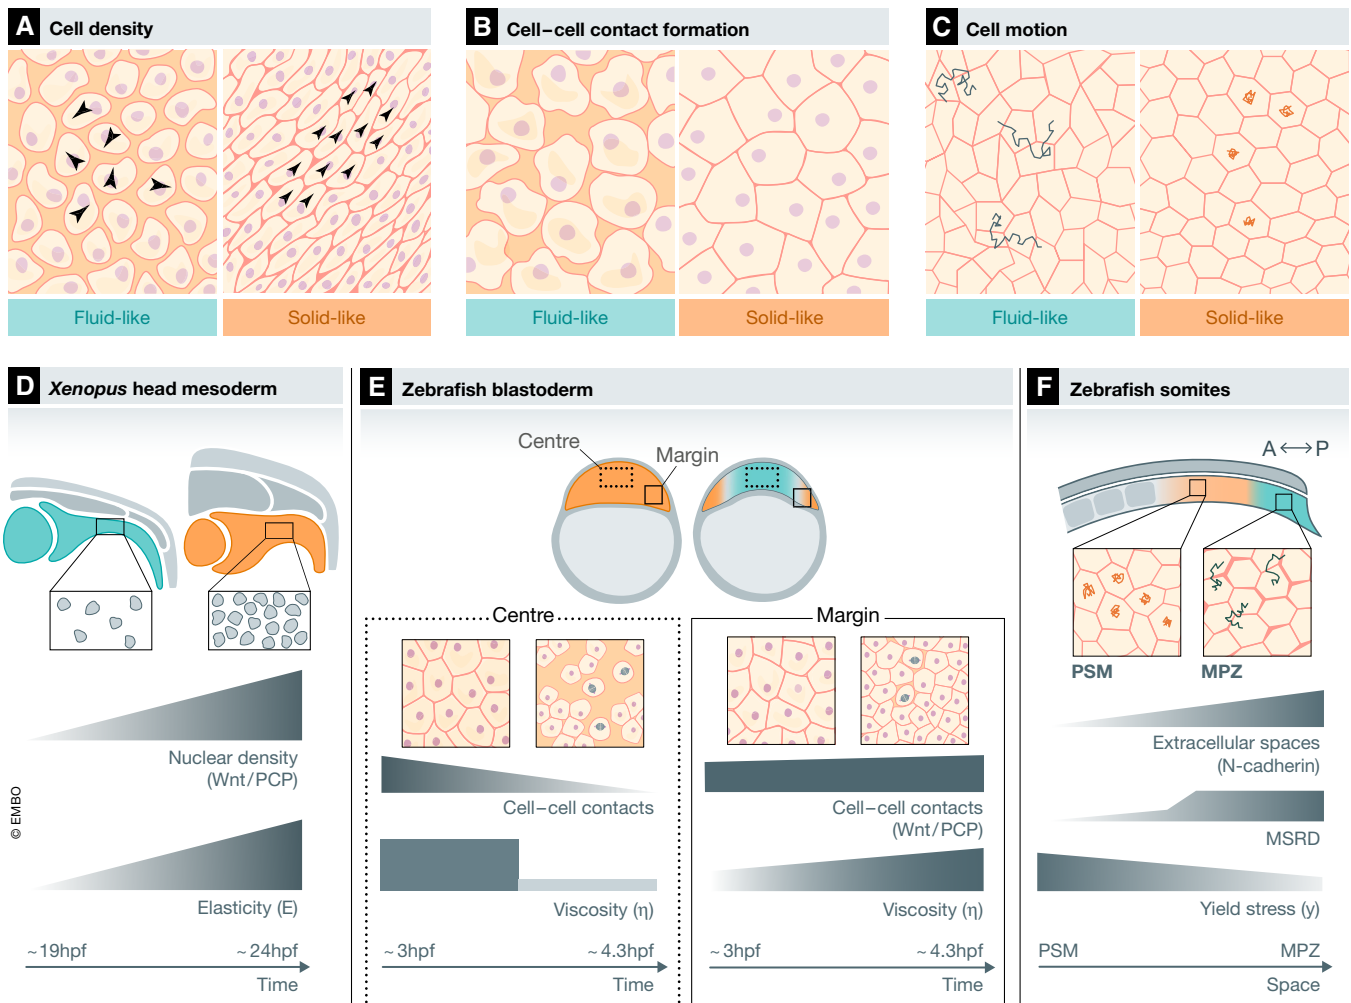 A Cell density
Fluid-like
Solid-like
B Cell–cell contact formation
Fluid-like
Solid-like
C Cell motion
Fluid-like
Solid-like
D Xenopus head mesoderm
Nuclear density
(Wnt/PCP)
Elasticity (E)
~19hpf
~24hpf
Time
© EMBO
E Zebrafish blastoderm
Centre
Margin
Centre
Cell–cell contacts
Viscosity (η)
~3hpf
~4.3hpf
Time
Margin
Cell–cell contacts
(Wnt/PCP)
Viscosity (η)
~3hpf
~4.3hpf
Time
F Zebrafish somites
A ⟷ P
PSM
MPZ
Extracellular spaces
(N-cadherin)
MSRD
Yield stress (y)
PSM
MPZ
Space